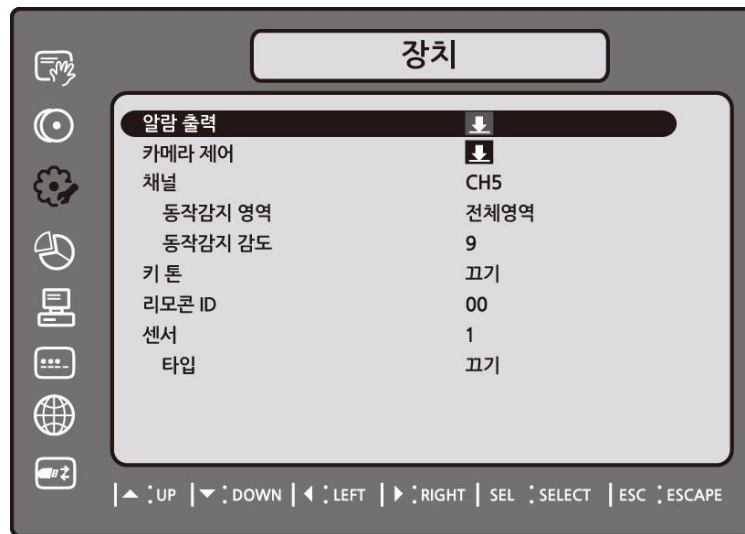 장치
알람 출력
카메라 제어
채널 CH5
동작감지 영역 전체영역
동작감지 감도 9
키 톤 끄기
리모콘 ID 00
센서 1
타입 끄기
▲ : UP | ▼ : DOWN | ◀ : LEFT | ▶ : RIGHT | SEL : SELECT | ESC : ESCAPE